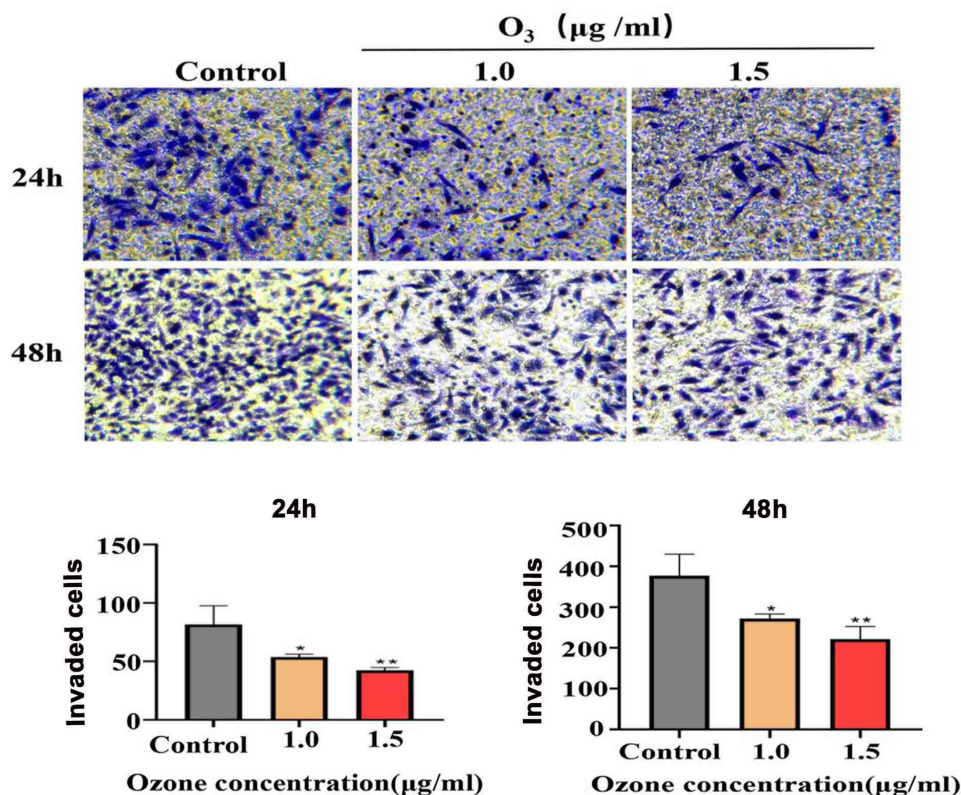 O₃ (μg /ml)
Control 1.0 1.5
24h
48h
24h
Invaded cells
150
100
50
0
*
**
Control 1.0 1.5
Ozone concentration(μg/ml)
48h
Invaded cells
500
400
300
200
100
0
*
**
Control 1.0 1.5
Ozone concentration(μg/ml)